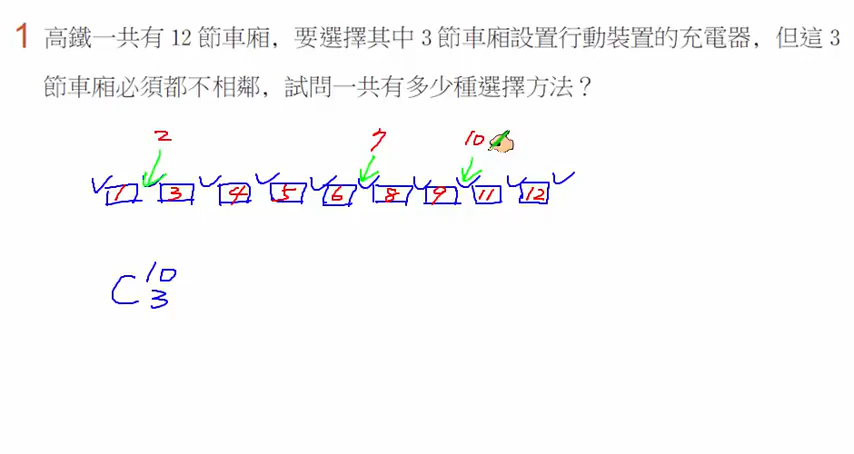 1 高鐵一共有 12 節車廂，要選擇其中 3 節車廂設置行動裝置的充電器，但這 3
節車廂必須都不相鄰，試問一共有多少種選擇方法？
2 7 10
1 3 4 5 6 8 9 11 12
C 10 3